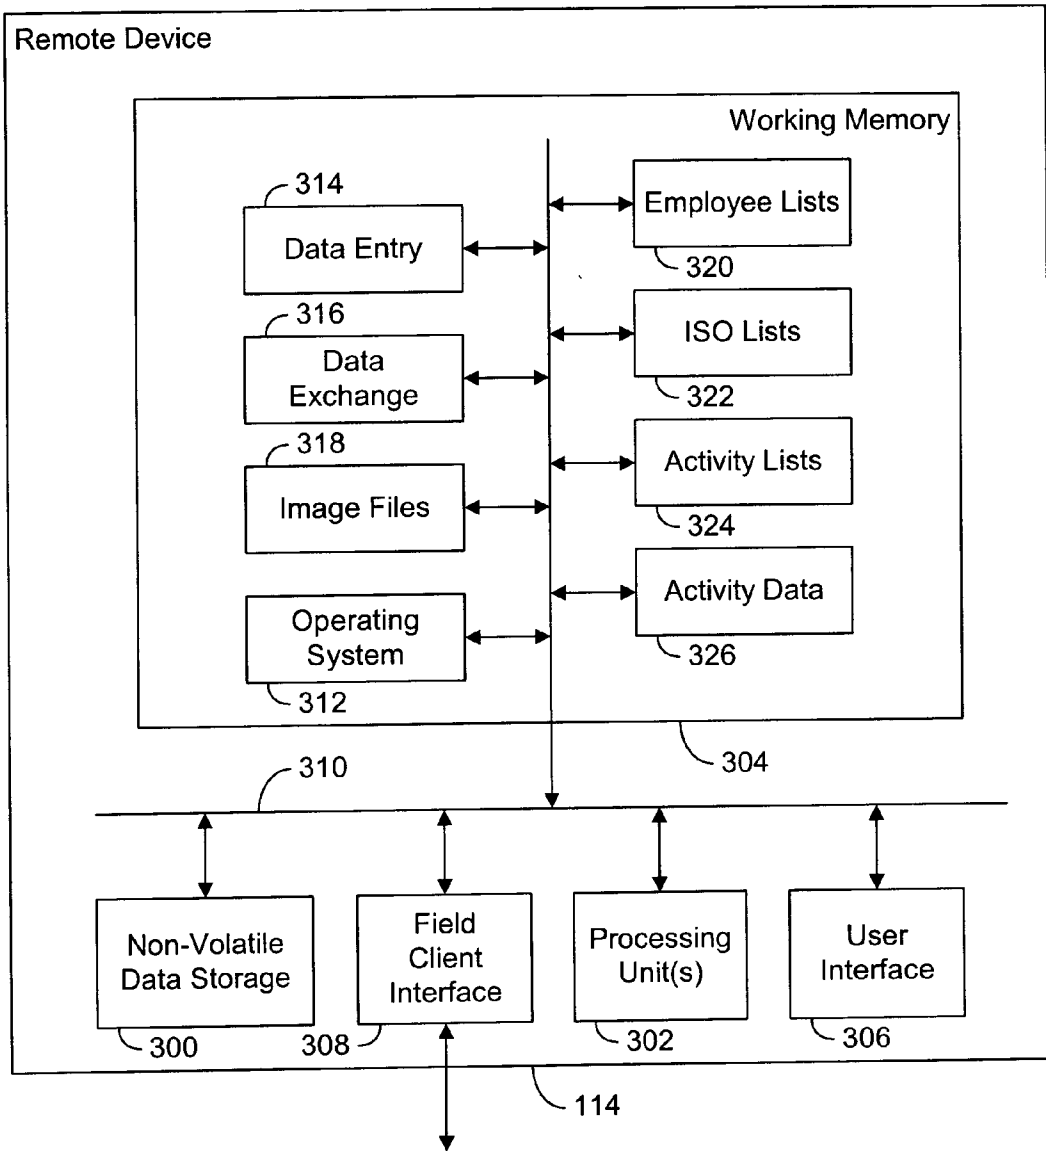 Remote Device
Working Memory
314
Data Entry
316
Data
Exchange
318
Image Files
Operating
System
312
Employee Lists
320
ISO Lists
322
Activity Lists
324
Activity Data
326
304
310
Non-Volatile
Data Storage
300
Field
Client
Interface
308
Processing
Unit(s)
302
User
Interface
306
114